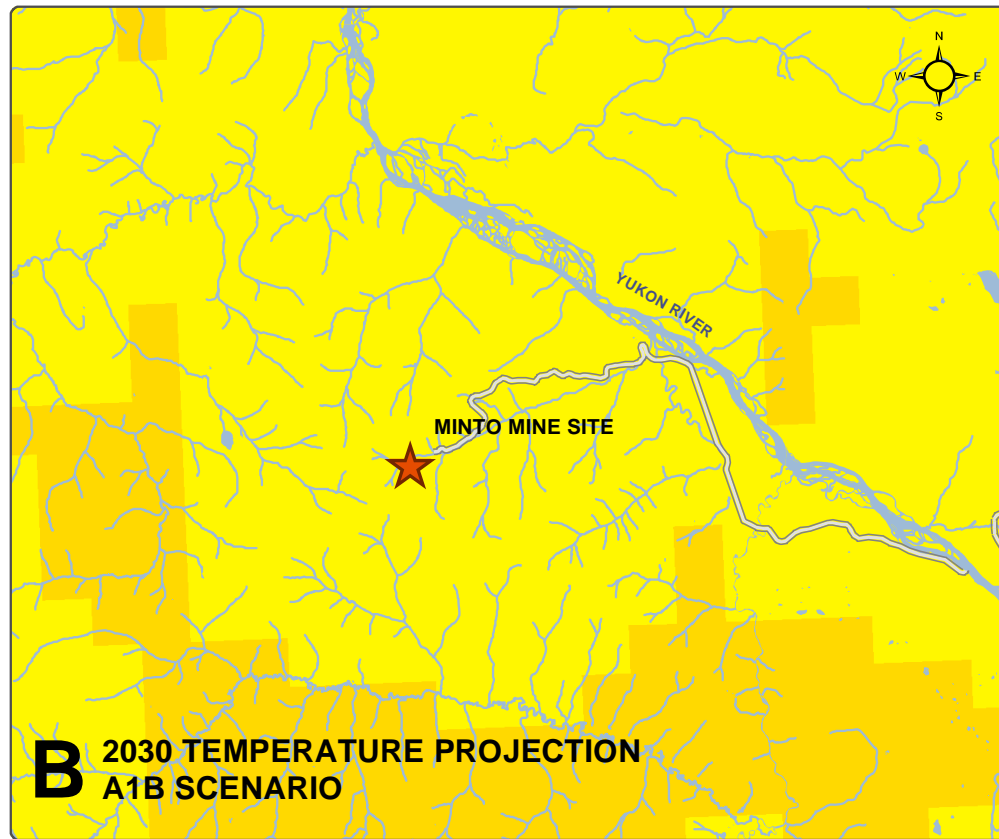 N
W E
S
YUKON RIVER
MINTO MINE SITE
B 2030 TEMPERATURE PROJECTION
A1B SCENARIO